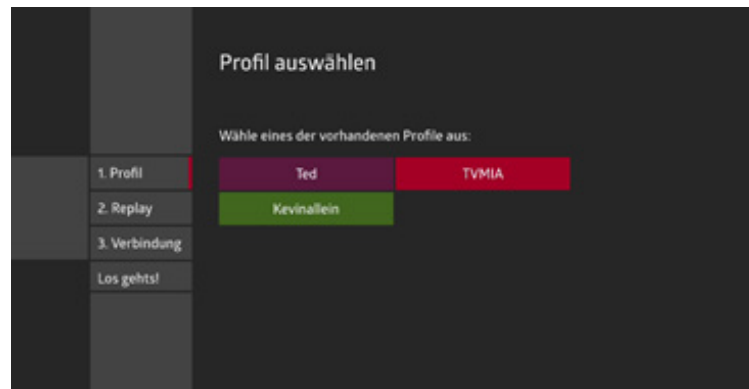 Profil auswählen
Wähle eines der vorhandenen Profile aus:
1. Profil
Ted
TVMIA
2. Replay
Kevinallein
3. Verbindung
Los gehts!